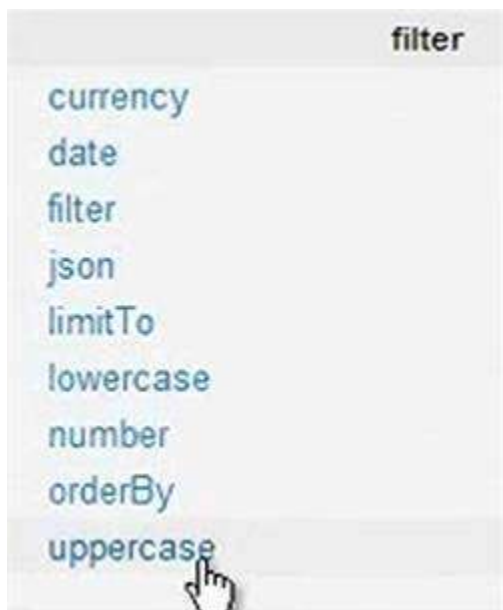 filter
currency
date
filter
json
limitTo
lowercase
number
orderBy
uppercase